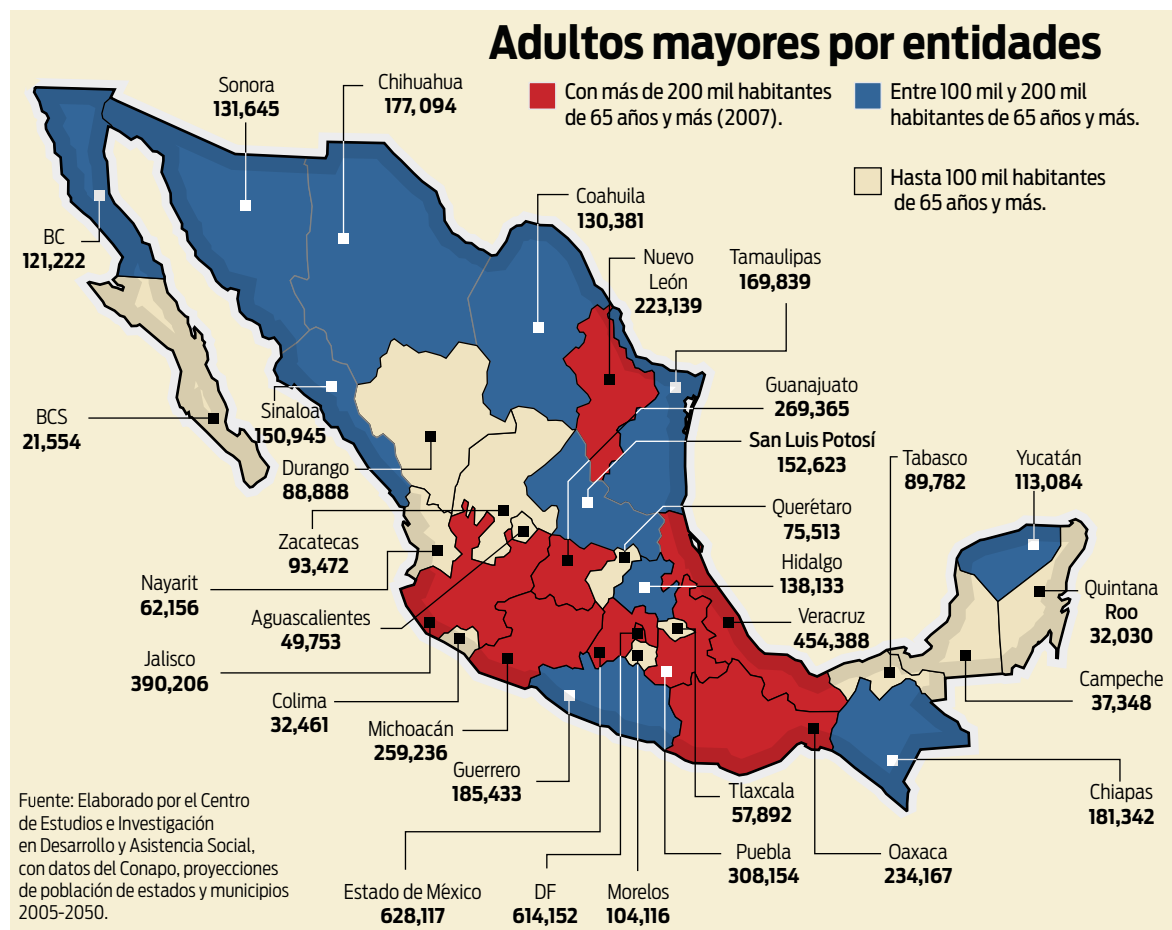 Adultos mayores por entidades
Con más de 200 mil habitantes
de 65 años y más (2007).
Entre 100 mil y 200 mil
habitantes de 65 años y más.
Hasta 100 mil habitantes
de 65 años y más.
Sonora
131,645
Chihuahua
177, 094
Coahuila
130,381
BC
121,222
Nuevo
León
223,139
Tamaulipas
169,839
Guanajuato
269,365
BCS
21,554
Sinaloa
150,945
San Luis Potosí
152,623
Durango
88,888
Tabasco
89,782
Yucatán
113,084
Querétaro
75,513
Zacatecas
93,472
Hidalgo
138,133
Nayarit
62,156
Quintana
Roo
32,030
Aguascalientes
49,753
Veracruz
454,388
Jalisco
390,206
Campeche
37,348
Colima
32,461
Michoacán
259,236
Guerrero
185,433
Tlaxcala
57,892
Chiapas
181,342
Puebla
308,154
Oaxaca
234,167
Estado de México
628,117
DF
614,152
Morelos
104,116
Fuente: Elaborado por el Centro
de Estudios e Investigación
en Desarrollo y Asistencia Social,
con datos del Conapo, proyecciones
de población de estados y municipios
2005-2050.